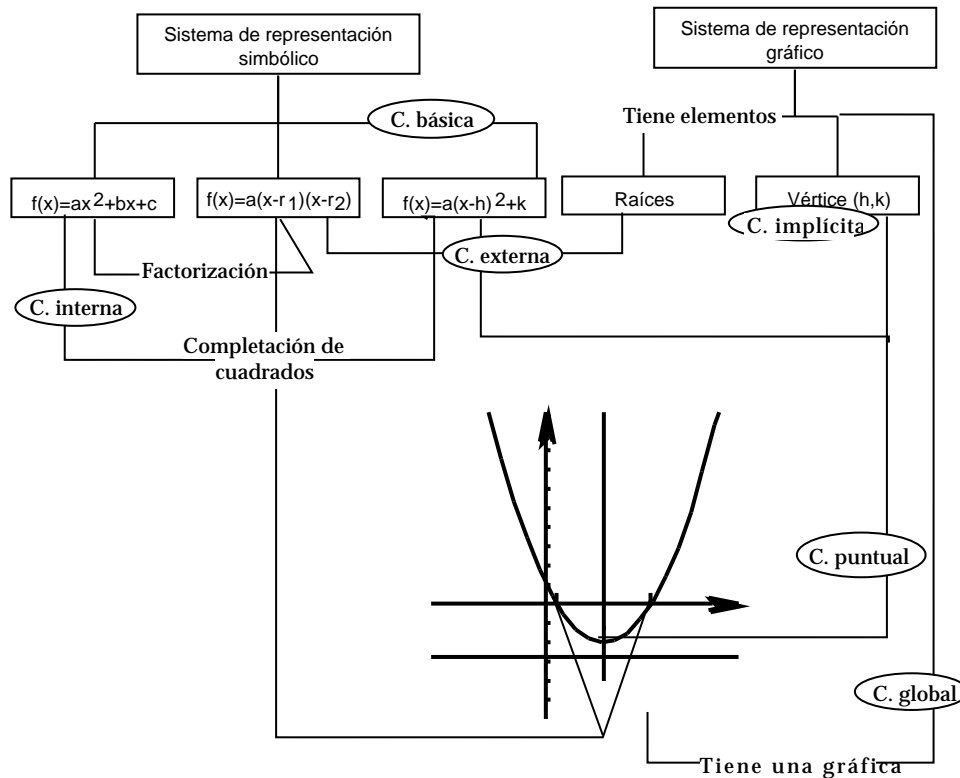 Sistema de representación
simbólico
Sistema de representación
gráfico
C. básica
Tiene elementos
f(x)=ax²+bx+c
f(x)=a(x-r₁)(x-r₂)
f(x)=a(x-h)²+k
Raíces
Vértice (h,k)
C. implícita
Factorización
C. externa
C. interna
Completación de
cuadrados
C. puntual
C. global
Tiene una gráfica